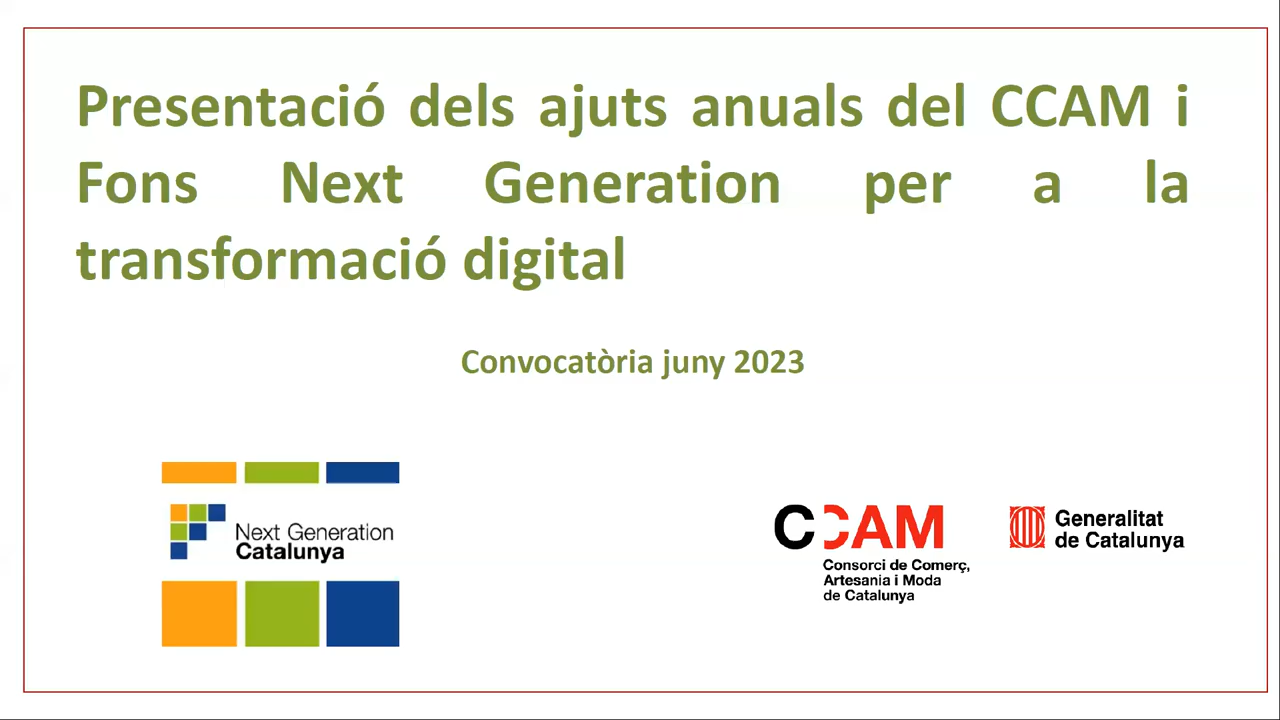 Presentació dels ajuts anuals del CCAM i
Fons Next Generation per a la
transformació digital
Convocatòria juny 2023
Next Generation
Catalunya
CCAM
Consorci de Comerç,
Artesania i Moda
de Catalunya
Generalitat
de Catalunya